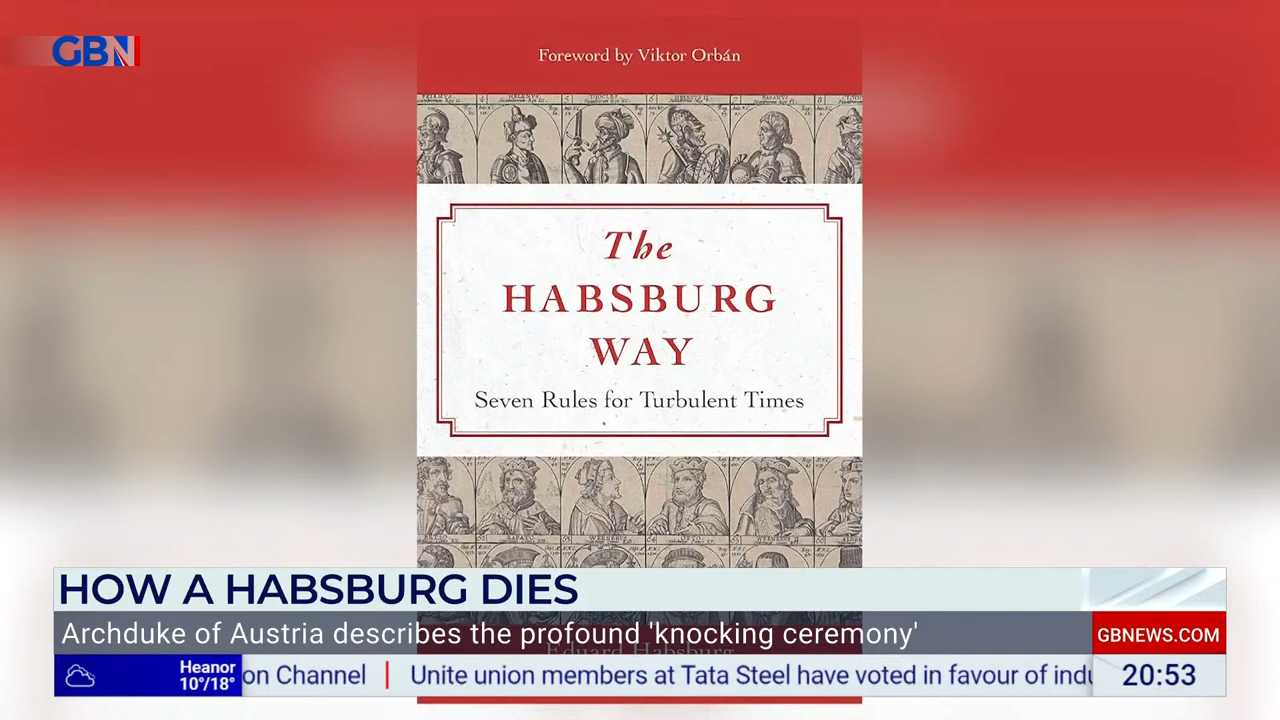 GBN
Foreword by Viktor Orbán
The
HABSBURG
WAY
Seven Rules for Turbulent Times
Eduard Habsburg
HOW A HABSBURG DIES
Archduke of Austria describes the profound 'knocking ceremony'
GBNEWS.COM
Heanor
10°/18°
on Channel | Unite union members at Tata Steel have voted in favour of indu
20:53